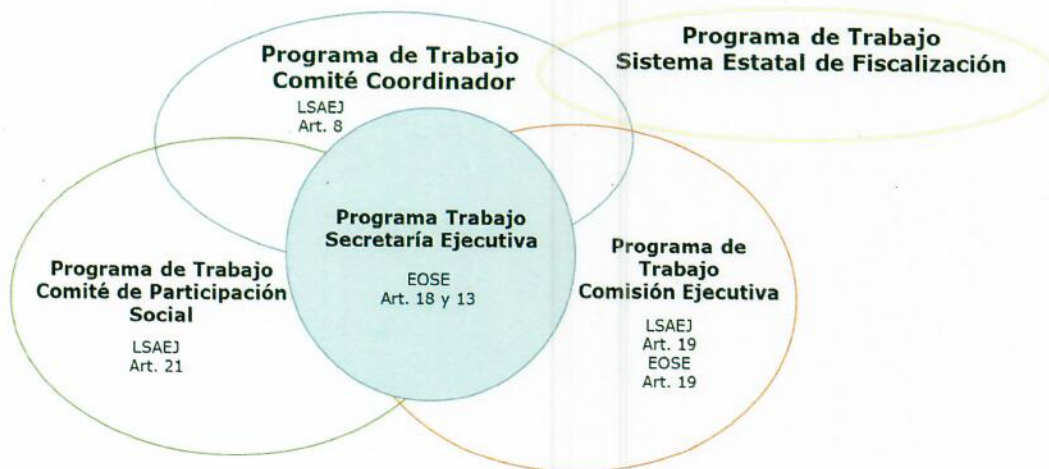 Programa de Trabajo
Comité Coordinador
LSAEJ
Art. 8
Programa de Trabajo
Sistema Estatal de Fiscalización
Programa Trabajo
Secretaría Ejecutiva
EOSE
Art. 18 y 13
Programa de Trabajo
Comité de Participación
Social
LSAEJ
Art. 21
Programa de
Trabajo
Comisión Ejecutiva
LSAEJ
Art. 19
EOSE
Art. 19